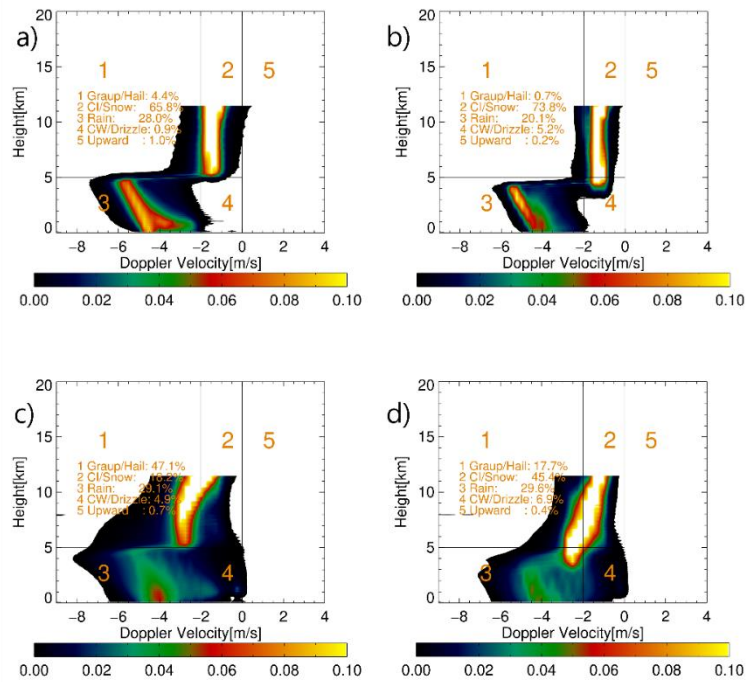 a)
20
15
10
5
0
Height[km]
1 2 5
1 Graup/Hail: 4.4%
2 CI/Snow: 65.8%
3 Rain: 28.0%
4 CW/Drizzle: 0.9%
5 Upward : 1.0%
3 4
−8 −6 −4 −2 0 2 4
Doppler Velocity[m/s]
0.00 0.02 0.04 0.06 0.08 0.10
b)
20
15
10
5
0
Height[km]
1 2 5
1 Graup/Hail: 0.7%
2 CI/Snow: 73.8%
3 Rain: 20.1%
4 CW/Drizzle: 5.2%
5 Upward : 0.2%
3 4
−8 −6 −4 −2 0 2 4
Doppler Velocity[m/s]
0.00 0.02 0.04 0.06 0.08 0.10
c)
20
15
10
5
0
Height[km]
1 2 5
1 Graup/Hail: 47.1%
2 CI/Snow: 18.2%
3 Rain: 29.1%
4 CW/Drizzle: 4.9%
5 Upward : 0.7%
3 4
−8 −6 −4 −2 0 2 4
Doppler Velocity[m/s]
0.00 0.02 0.04 0.06 0.08 0.10
d)
20
15
10
5
0
Height[km]
1 2 5
1 Graup/Hail: 17.7%
2 CI/Snow: 45.4%
3 Rain: 29.6%
4 CW/Drizzle: 6.9%
5 Upward : 0.4%
3 4
−8 −6 −4 −2 0 2 4
Doppler Velocity[m/s]
0.00 0.02 0.04 0.06 0.08 0.10